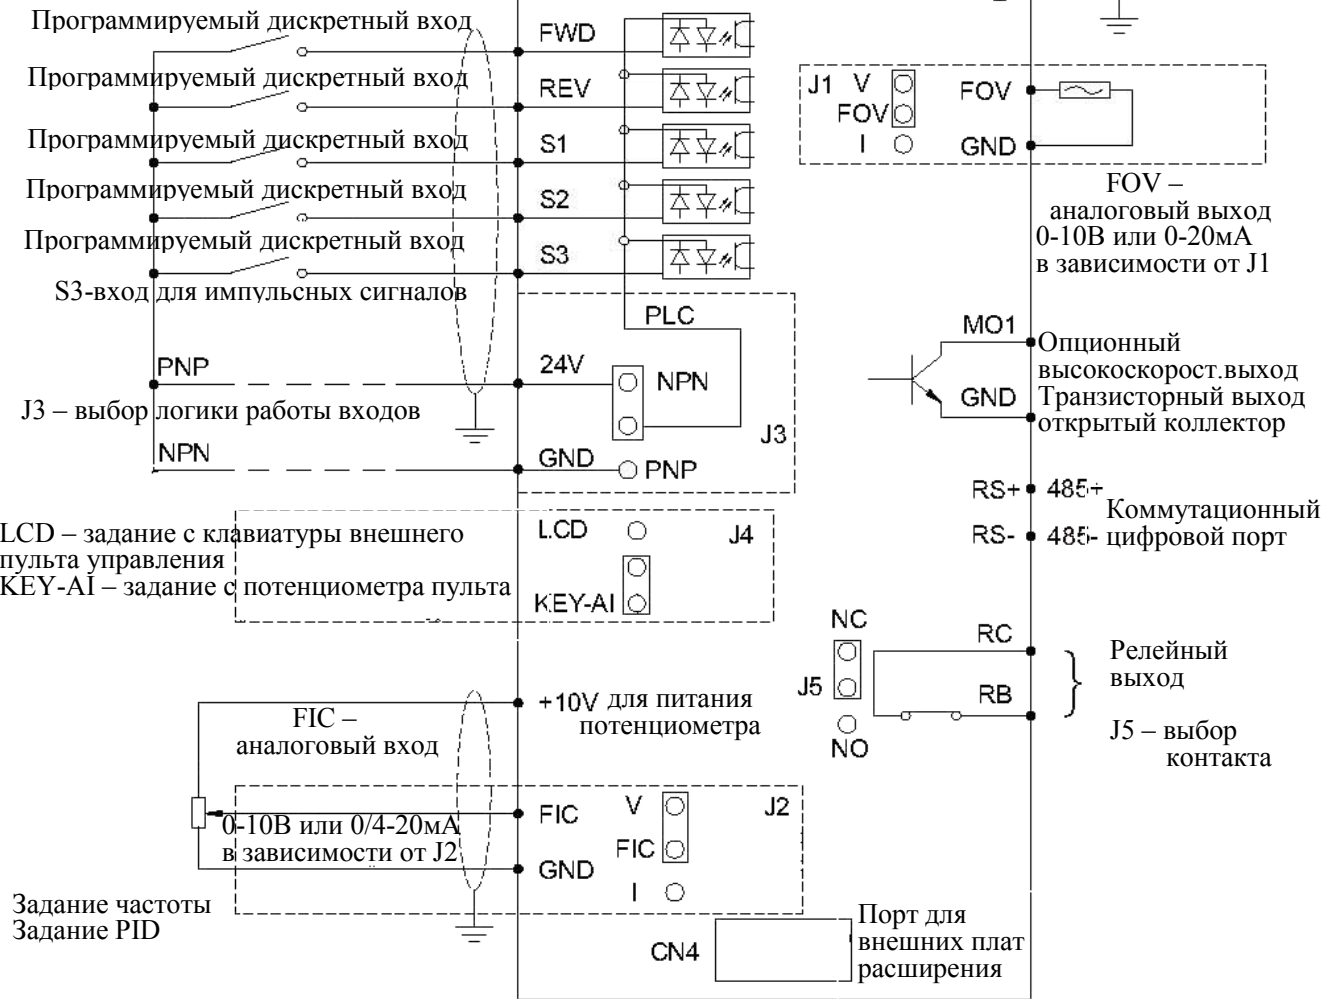 Программируемый дискретный вход
FWD
Программируемый дискретный вход
REV
Программируемый дискретный вход
S1
Программируемый дискретный вход
S2
Программируемый дискретный вход
S3
S3-вход для импульсных сигналов
PLC
PNP
24V
NPN
J3 – выбор логики работы входов
J3
NPN
GND
PNP
LCD – задание с клавиатуры внешнего
пульта управления
KEY-AI – задание с потенциометра пульта
LCD
J4
KEY-AI
+10V для питания
потенциометра
FIC –
аналоговый вход
FIC
V
J2
0-10В или 0/4-20мА
в зависимости от J2
FIC
GND
I
Задание частоты
Задание PID
CN4
Порт для
внешних плат
расширения
J1
V
FOV
I
FOV
GND
FOV –
аналоговый выход
0-10В или 0-20мА
в зависимости от J1
MO1
GND
Опционный
высокоскорост.выход
Транзисторный выход
открытый коллектор
RS+
485+
RS-
485-
Коммутационный
цифровой порт
NC
J5
NO
RC
RB
Релейный
выход
J5 – выбор
контакта